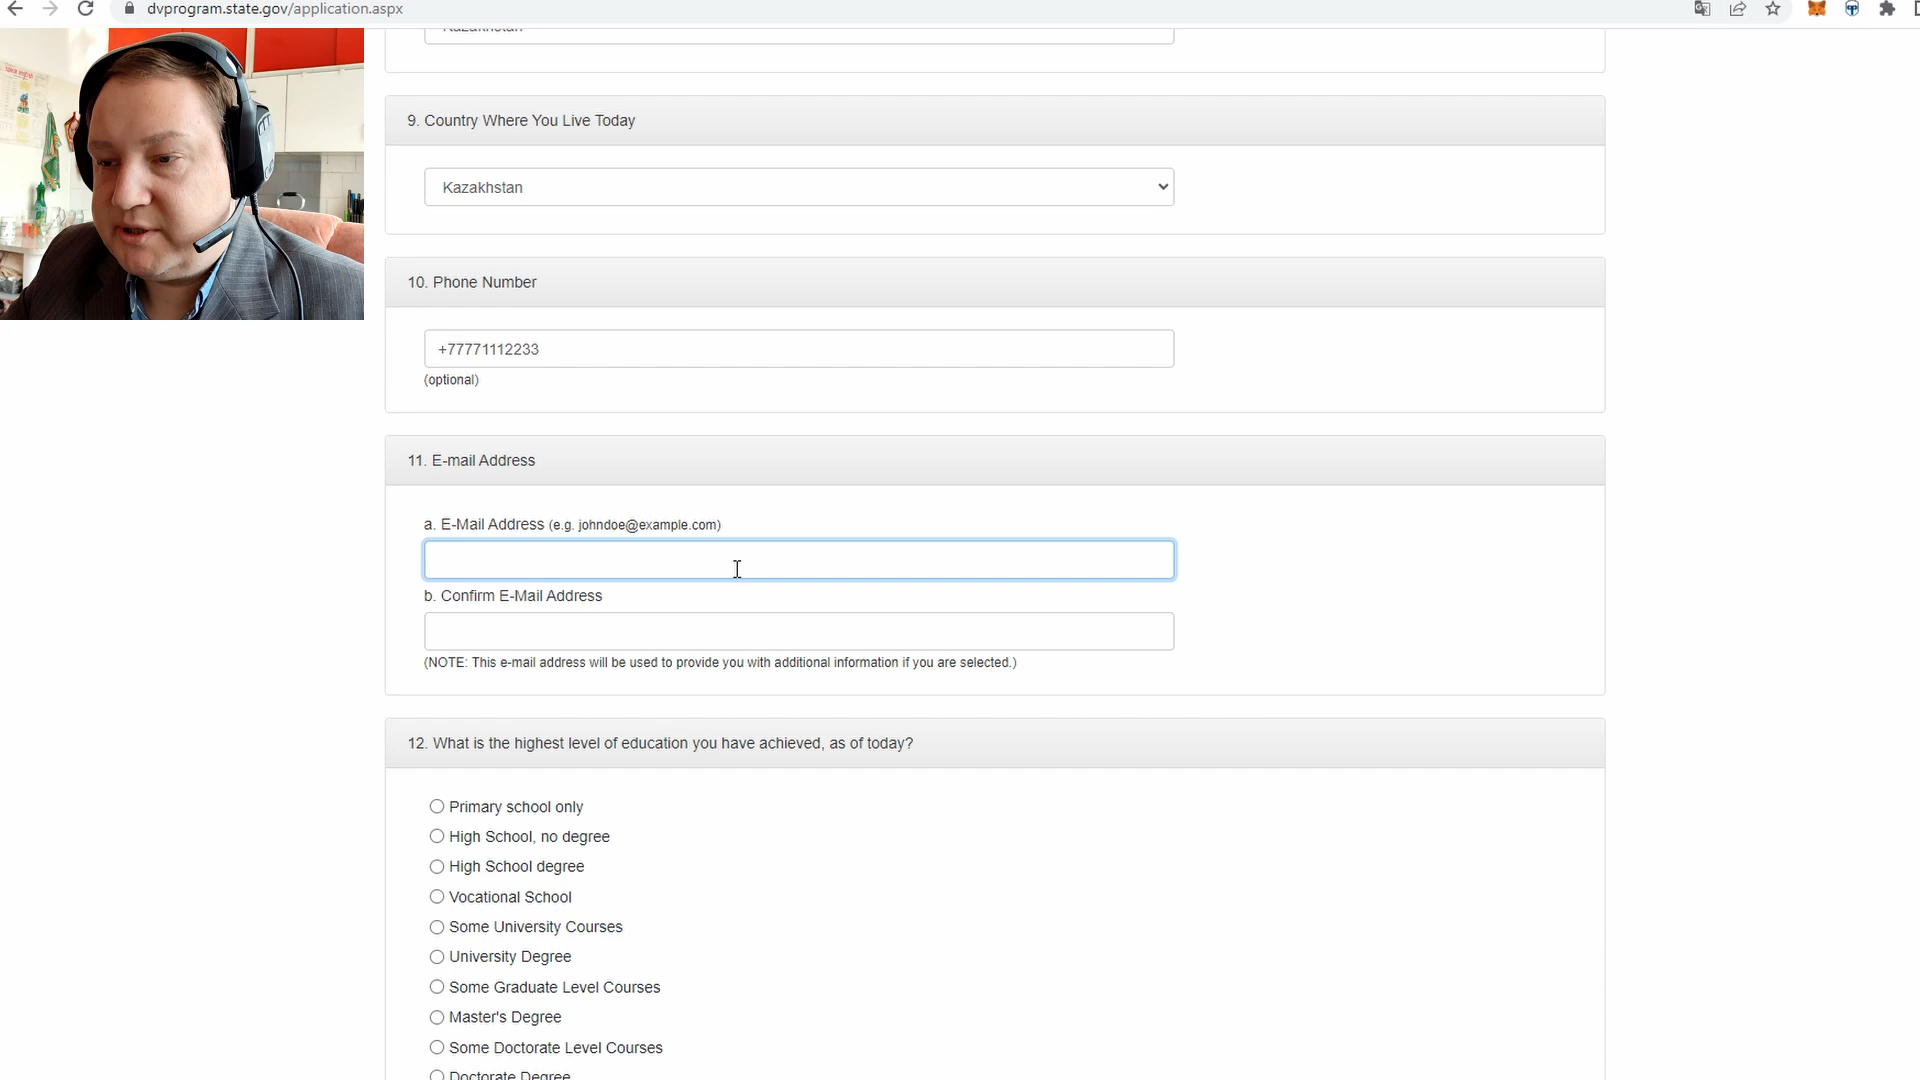 dvprogram.state.gov/application.aspx
Kazakhstan
9. Country Where You Live Today
Kazakhstan
10. Phone Number
+77771112233
(optional)
11. E-mail Address
a. E-Mail Address (e.g. johndoe@example.com)
b. Confirm E-Mail Address
(NOTE: This e-mail address will be used to provide you with additional information if you are selected.)
12. What is the highest level of education you have achieved, as of today?
Primary school only
High School, no degree
High School degree
Vocational School
Some University Courses
University Degree
Some Graduate Level Courses
Master's Degree
Some Doctorate Level Courses
Doctorate Degree